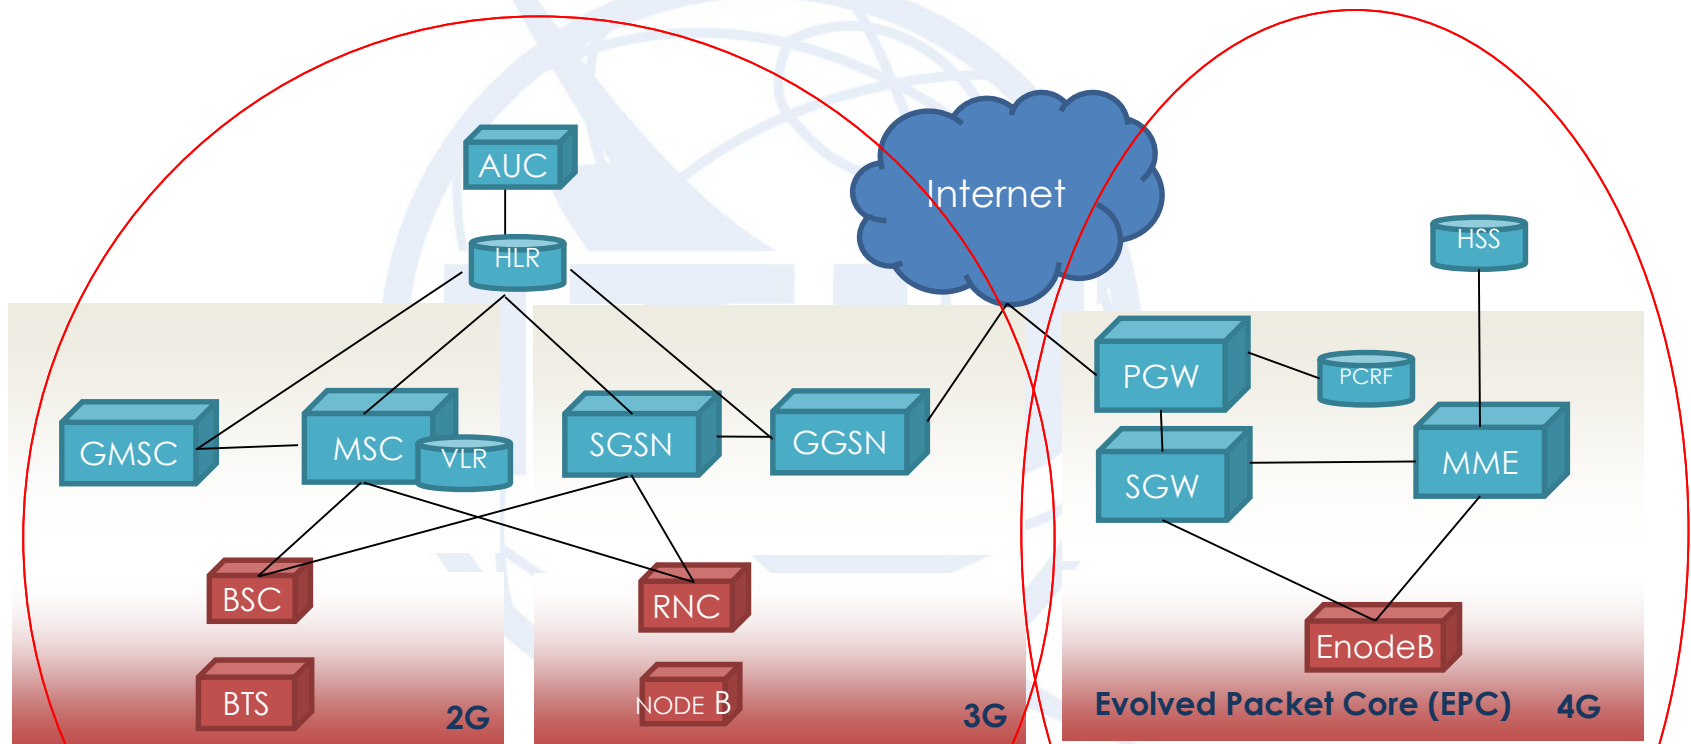 AUC
Internet
HLR
HSS
PGW
PCRF
GMSC
MSC
VLR
SGSN
GGSN
SGW
MME
BSC
RNC
EnodeB
BTS
2G
NODE B
3G
Evolved Packet Core (EPC)
4G